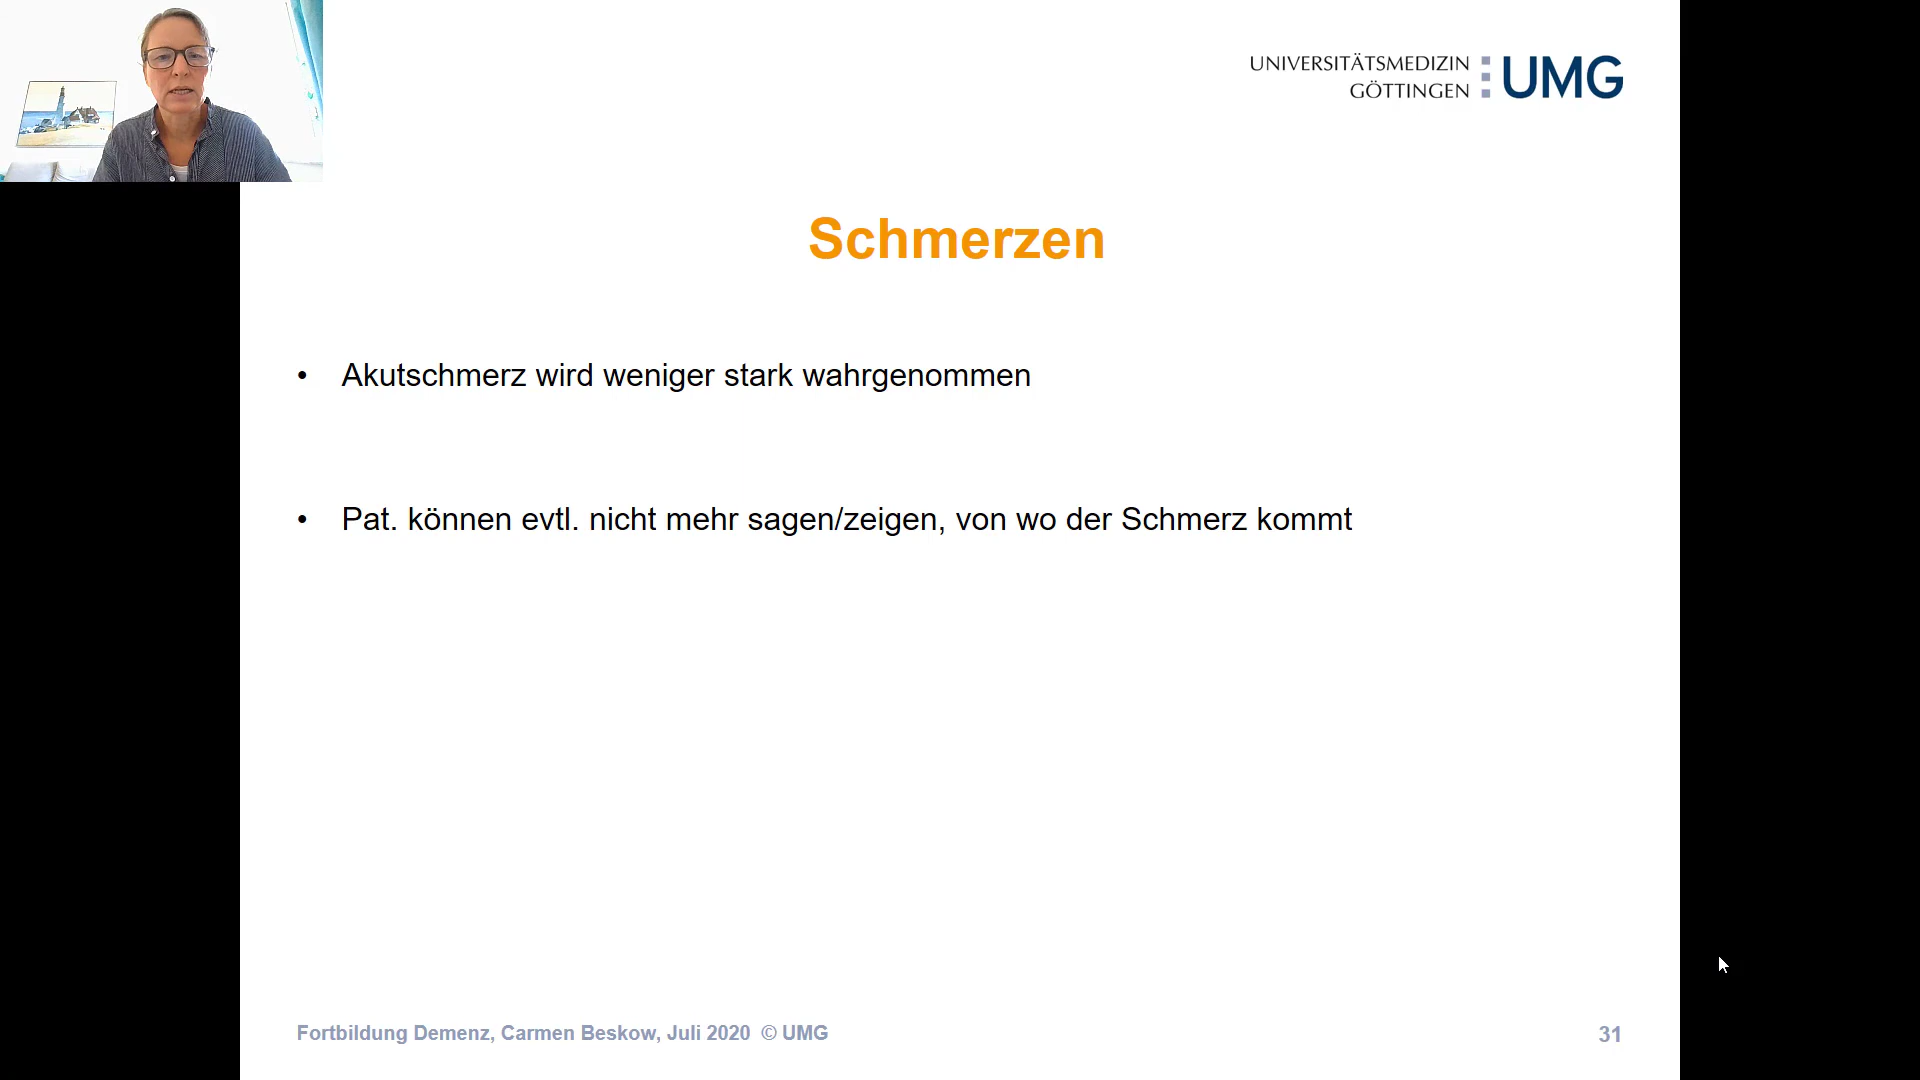 UNIVERSITÄTSMEDIZIN
GÖTTINGEN
UMG
Schmerzen
• Akutschmerz wird weniger stark wahrgenommen
• Pat. können evtl. nicht mehr sagen/zeigen, von wo der Schmerz kommt
Fortbildung Demenz, Carmen Beskow, Juli 2020 © UMG
31